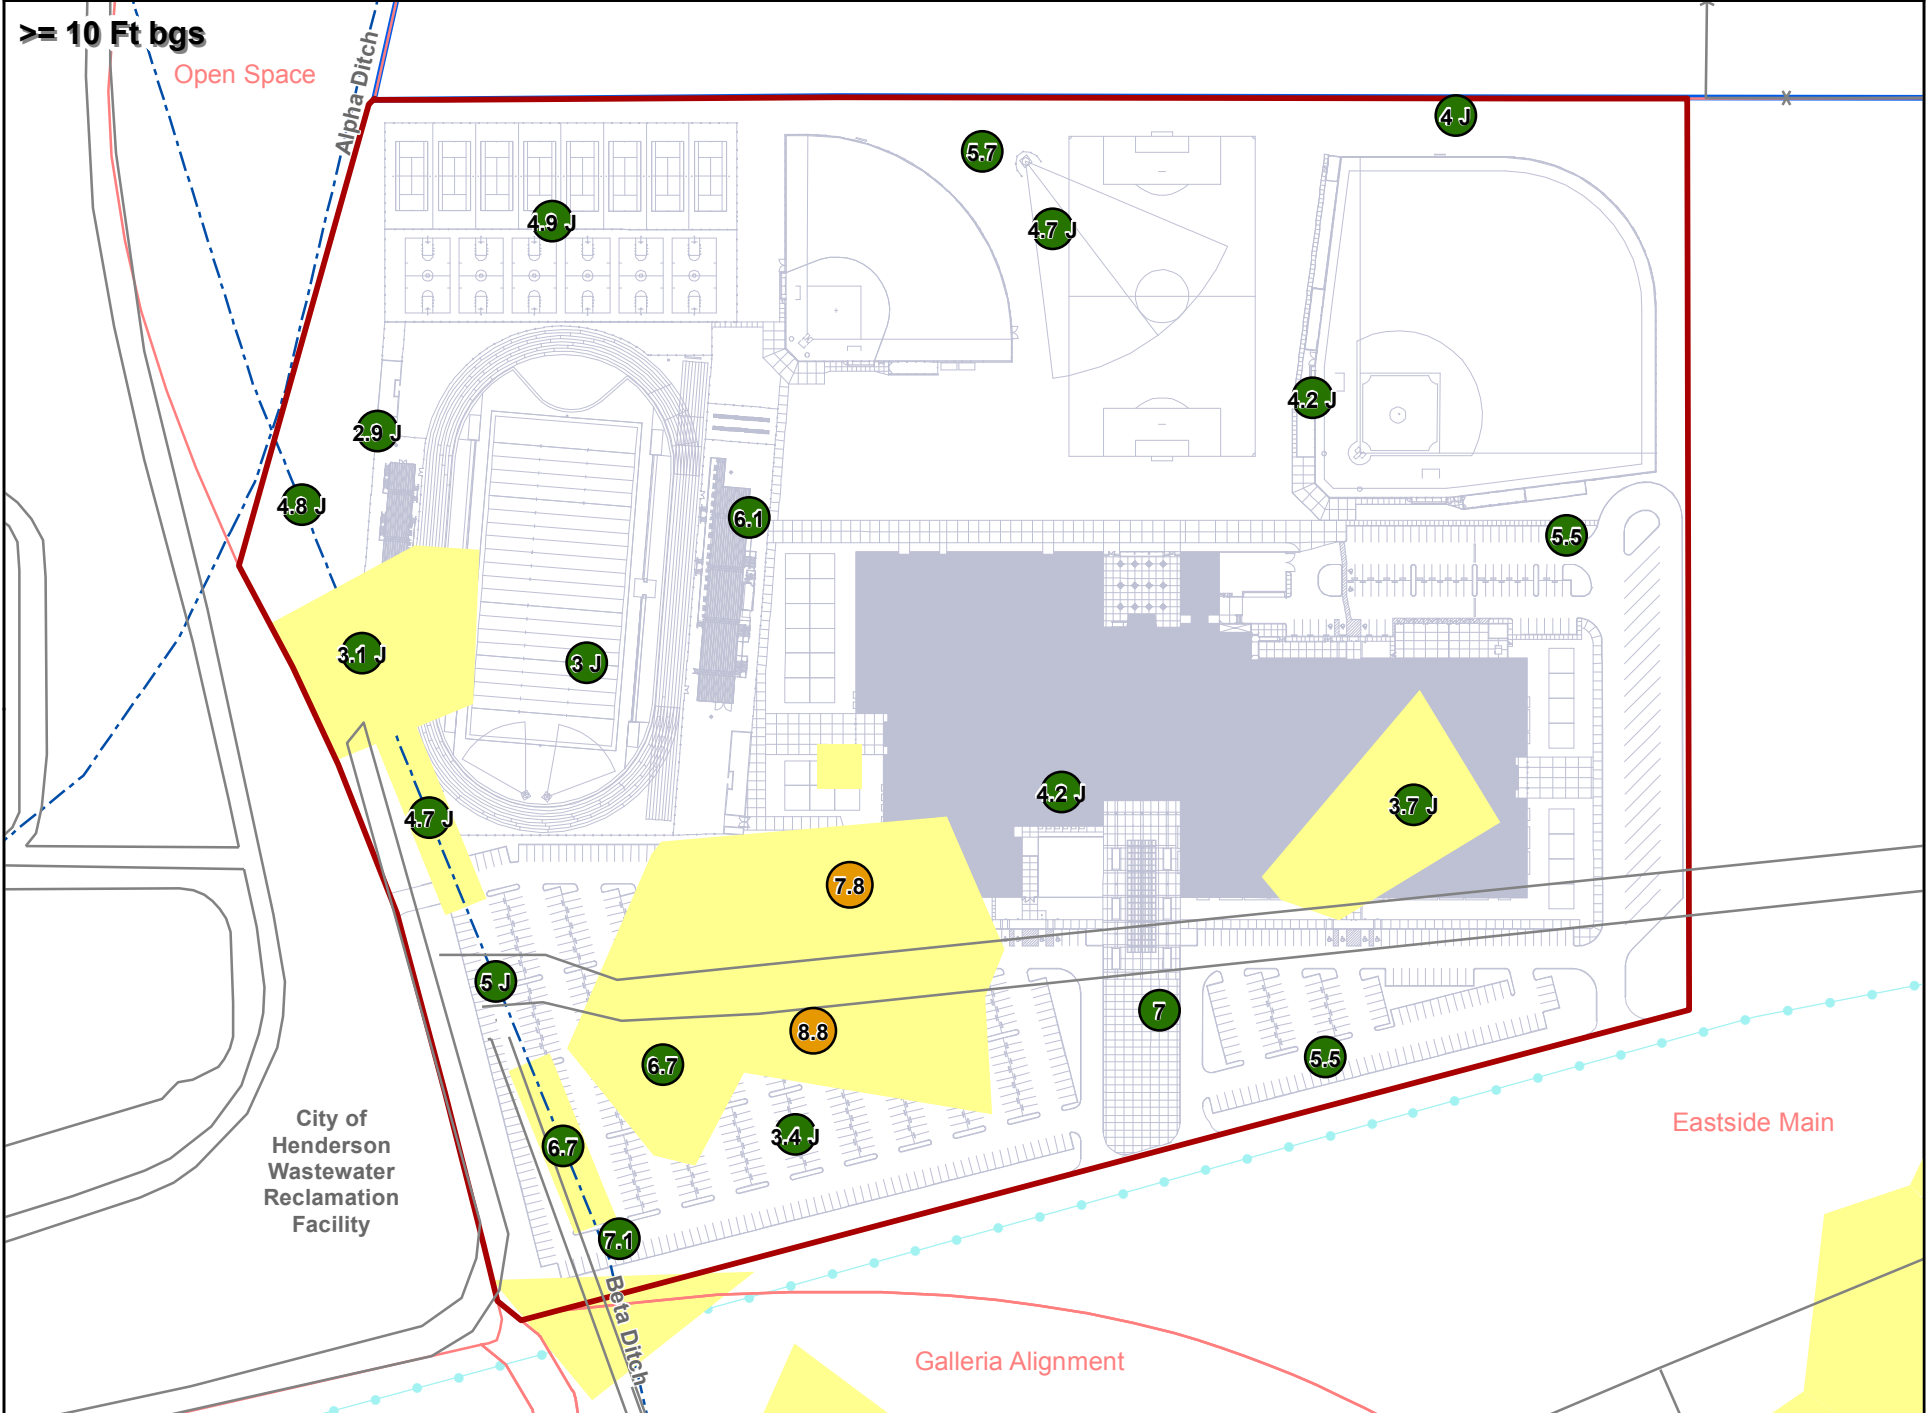 >= 10 Ft bgs
Open Space
Alpha Ditch
4 J
5.7
4.9 J
4.7 J
4.2 J
2.9 J
4.8 J
6.1
5.5
3.1 J
3 J
4.2 J
3.7 J
4.7 J
7.8
5 J
7
8.8
5.5
6.7
3.4 J
6.7
City of
Henderson
Wastewater
Reclamation
Facility
Eastside Main
7.1
Beta Ditch
Galleria Alignment